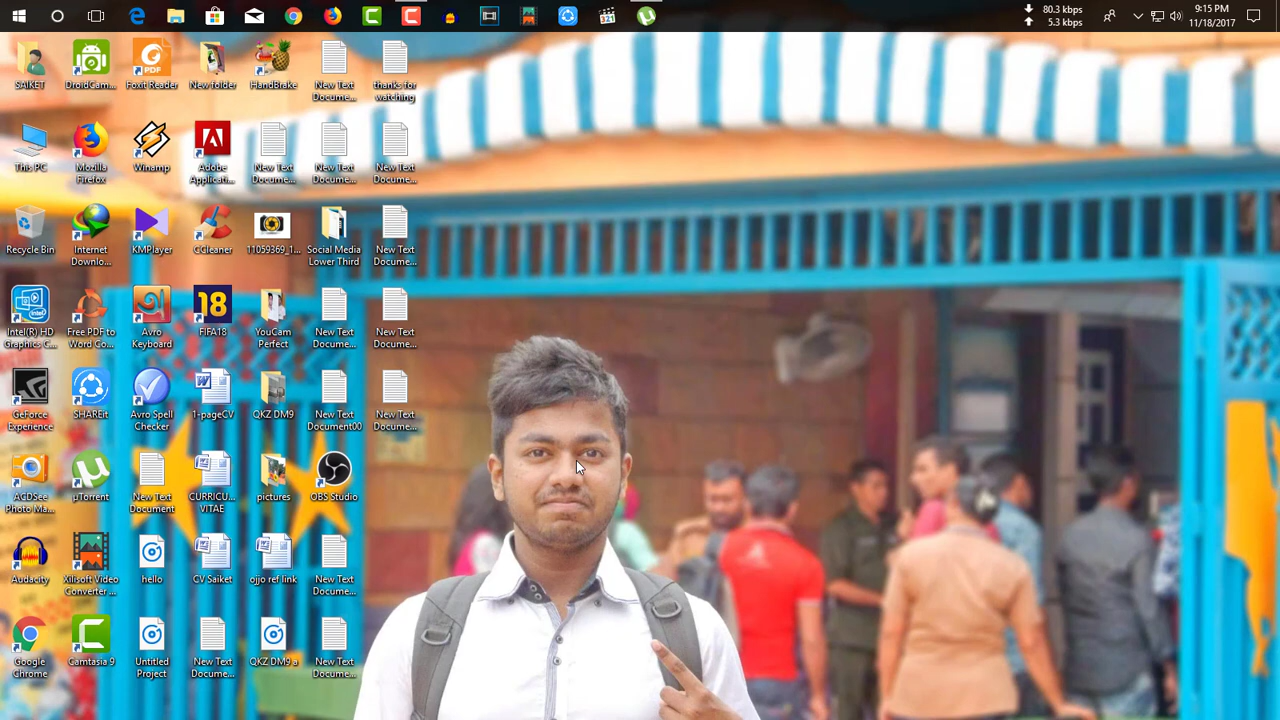 80.3 kbps
5.3 kbps
9:15 PM
11/18/2017
321
SAIKET
DroidCam...
Foxit Reader
New folder
HandBrake
New Text
Docume...
thanks for
watching
This PC
Mozilla
Firefox
Winamp
Adobe
Applicati...
New Text
Docume...
New Text
Docume...
New Text
Docume...
Recycle Bin
Internet
Downlo...
KMPlayer
CCleaner
11059369_1...
Social Media
Lower Third
New Text
Docume...
Intel(R) HD
Graphics C...
Free PDF to
Word Co...
Avro
Keyboard
18
FIFA18
YouCam
Perfect
New Text
Docume...
New Text
Docume...
GeForce
Experience
SHAREit
Avro Spell
Checker
1-pageCV
QKZ DM9
New Text
Document00
New Text
Docume...
ACDSee
Photo Ma...
µTorrent
New Text
Document
CURRICU...
VITAE
pictures
OBS Studio
Audacity
Xilisoft Video
Converter ...
hello
CV Saiket
ojjo ref link
New Text
Docume...
Google
Chrome
Camtasia 9
Untitled
Project
New Text
Docume...
QKZ DM9 a
New Text
Docume...